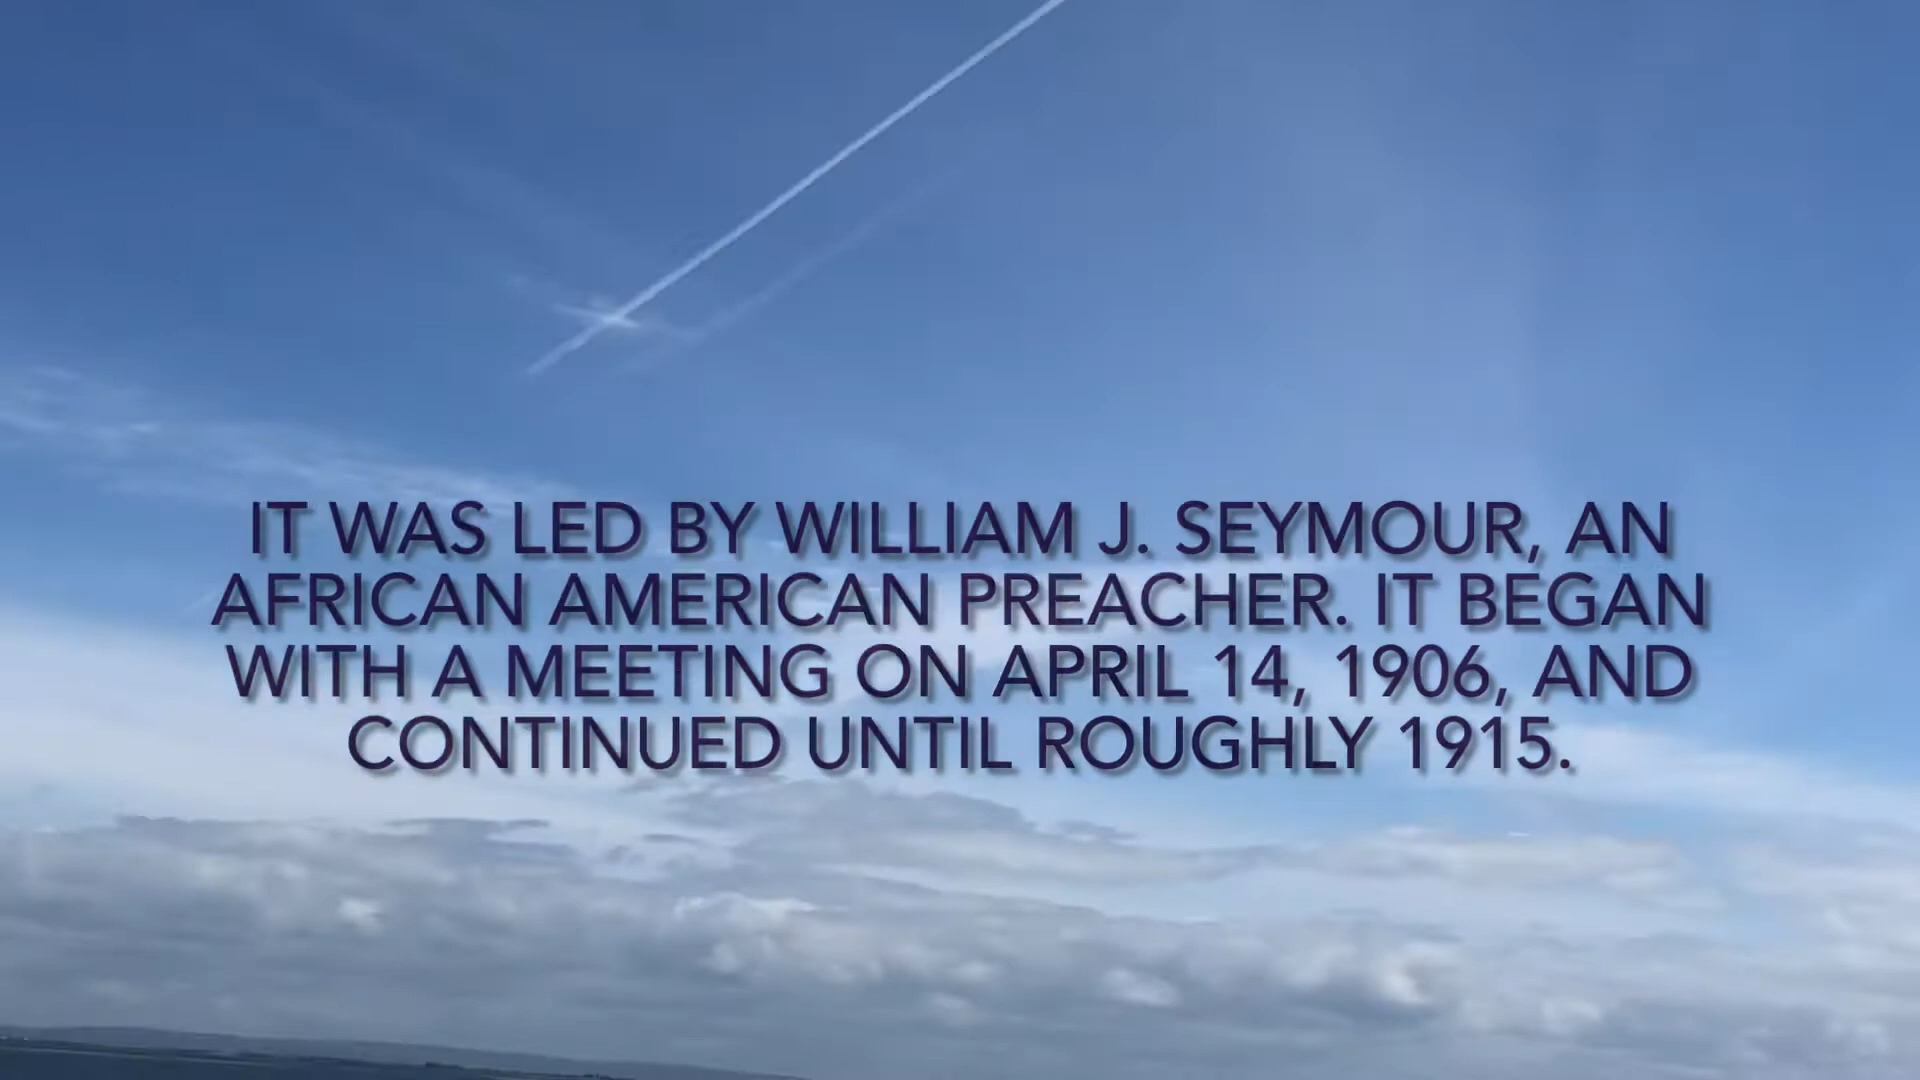 IT WAS LED BY WILLIAM J. SEYMOUR, AN
AFRICAN AMERICAN PREACHER. IT BEGAN
WITH A MEETING ON APRIL 14, 1906, AND
CONTINUED UNTIL ROUGHLY 1915.